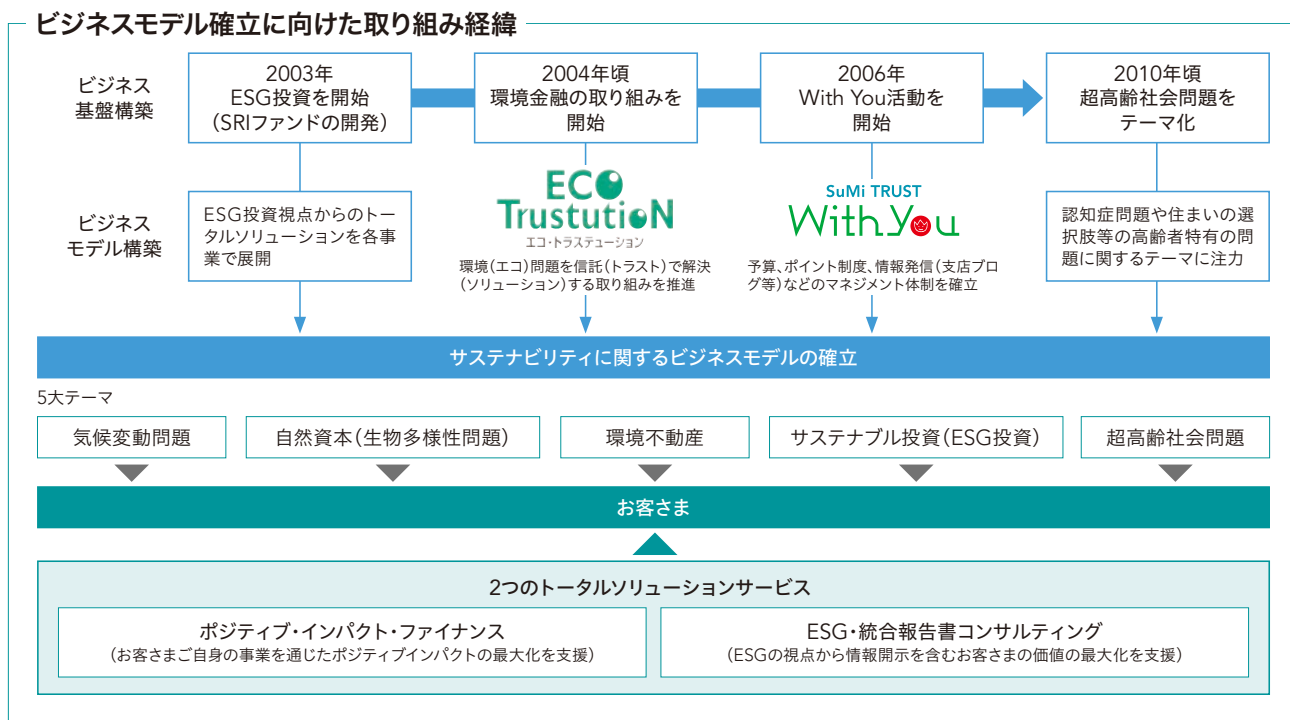 ビジネスモデル確立に向けた取り組み経緯
ビジネス
基盤構築
2003年
ESG投資を開始
(SRIファンドの開発)
2004年頃
環境金融の取り組みを
開始
2006年
With You活動を
開始
2010年頃
超高齢社会問題を
テーマ化
ビジネス
モデル構築
ESG投資視点からのトー
タルソリューションを各事
業で展開
ECO
TrustutioN
エコ・トラステューション
環境(エコ)問題を信託(トラスト)で解決
(ソリューション)する取り組みを推進
SuMi TRUST
With You
予算、ポイント制度、情報発信(支店ブロ
グ等)などのマネジメント体制を確立
認知症問題や住まいの選
択肢等の高齢者特有の問
題に関するテーマに注力
サステナビリティに関するビジネスモデルの確立
5大テーマ
気候変動問題
自然資本(生物多様性問題)
環境不動産
サステナブル投資(ESG投資)
超高齢社会問題
お客さま
2つのトータルソリューションサービス
ポジティブ・インパクト・ファイナンス
(お客さまご自身の事業を通じたポジティブインパクトの最大化を支援)
ESG・統合報告書コンサルティング
(ESGの視点から情報開示を含むお客さまの価値の最大化を支援)